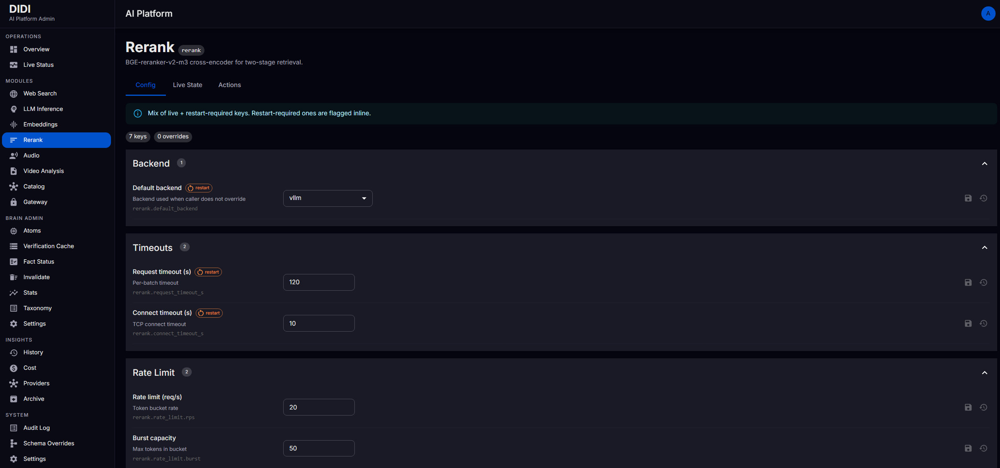 DIDI
AI Platform Admin
OPERATIONS
Overview
Live Status
MODULES
Web Search
LLM Inference
Embeddings
Rerank
Audio
Video Analysis
Catalog
Gateway
BRAIN ADMIN
Atoms
Verification Cache
Fact Status
Invalidate
Stats
Taxonomy
Settings
INSIGHTS
History
Cost
Providers
Archive
SYSTEM
Audit Log
Schema Overrides
Settings
AI Platform
A
Rerank rerank
BGE-reranker-v2-m3 cross-encoder for two-stage retrieval.
Config Live State Actions
Mix of live + restart-required keys. Restart-required ones are flagged inline.
7 keys 0 overrides
Backend 1
Default backend restart
Backend used when caller does not override
rerank.default_backend
vllm
Timeouts 2
Request timeout (s) restart
Per-batch timeout
rerank.request_timeout_s
120
Connect timeout (s) restart
TCP connect timeout
rerank.connect_timeout_s
10
Rate Limit 2
Rate limit (req/s)
Token bucket rate
rerank.rate_limit.rps
20
Burst capacity
Max tokens in bucket
rerank.rate_limit.burst
50